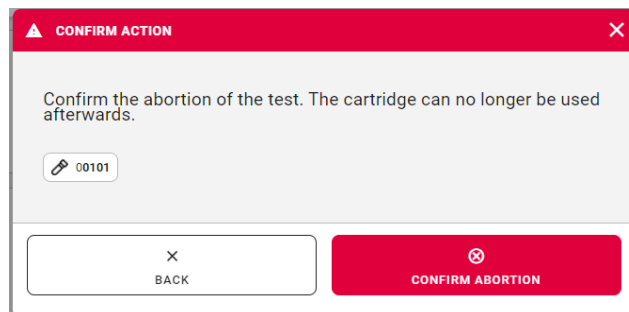 CONFIRM ACTION
Confirm the abortion of the test. The cartridge can no longer be used
afterwards.
00101
BACK
CONFIRM ABORTION